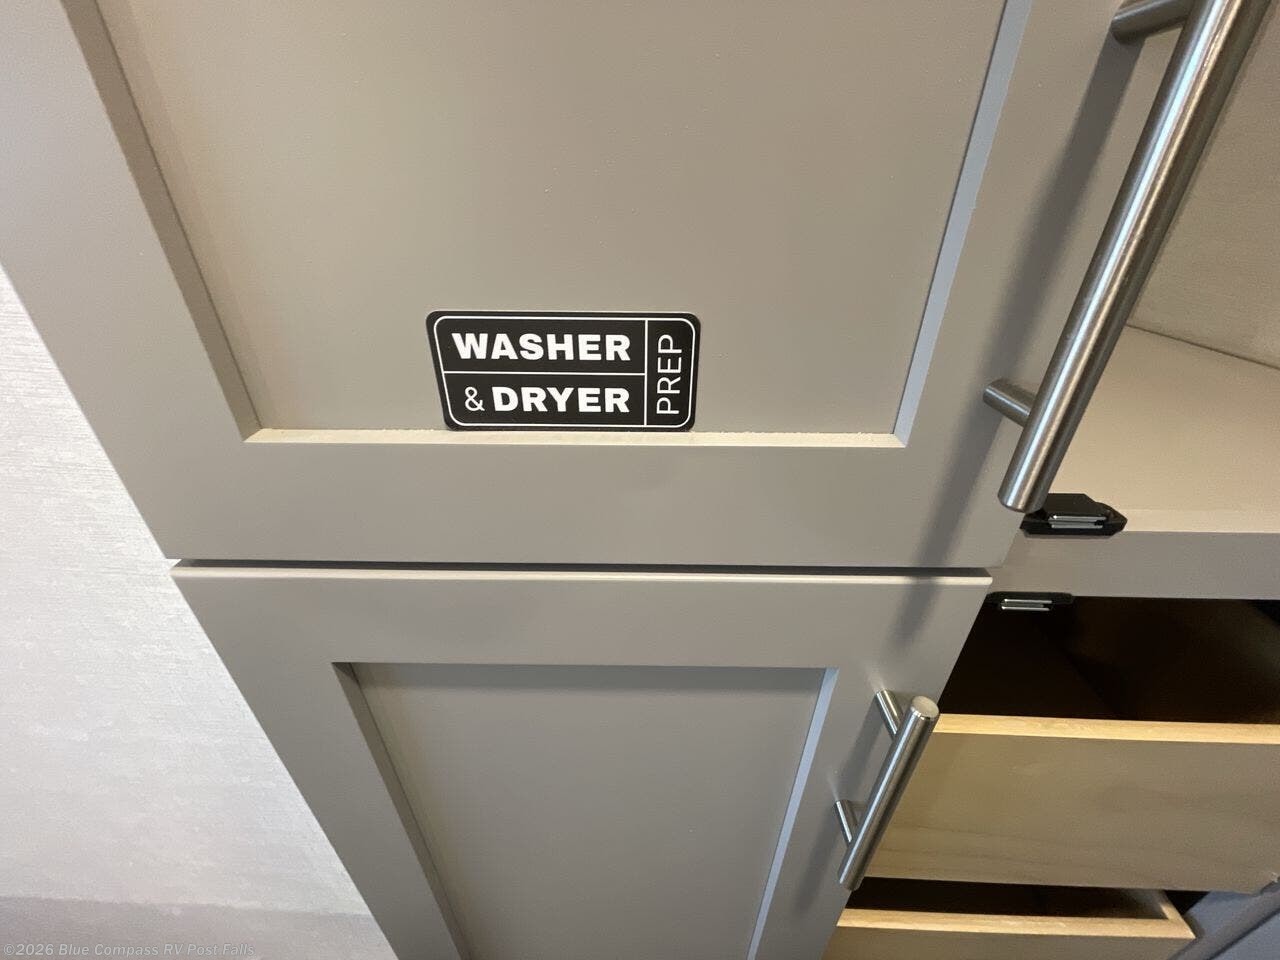 WASHER
& DRYER
PREP
©2026 Blue Compass RV Post Falls